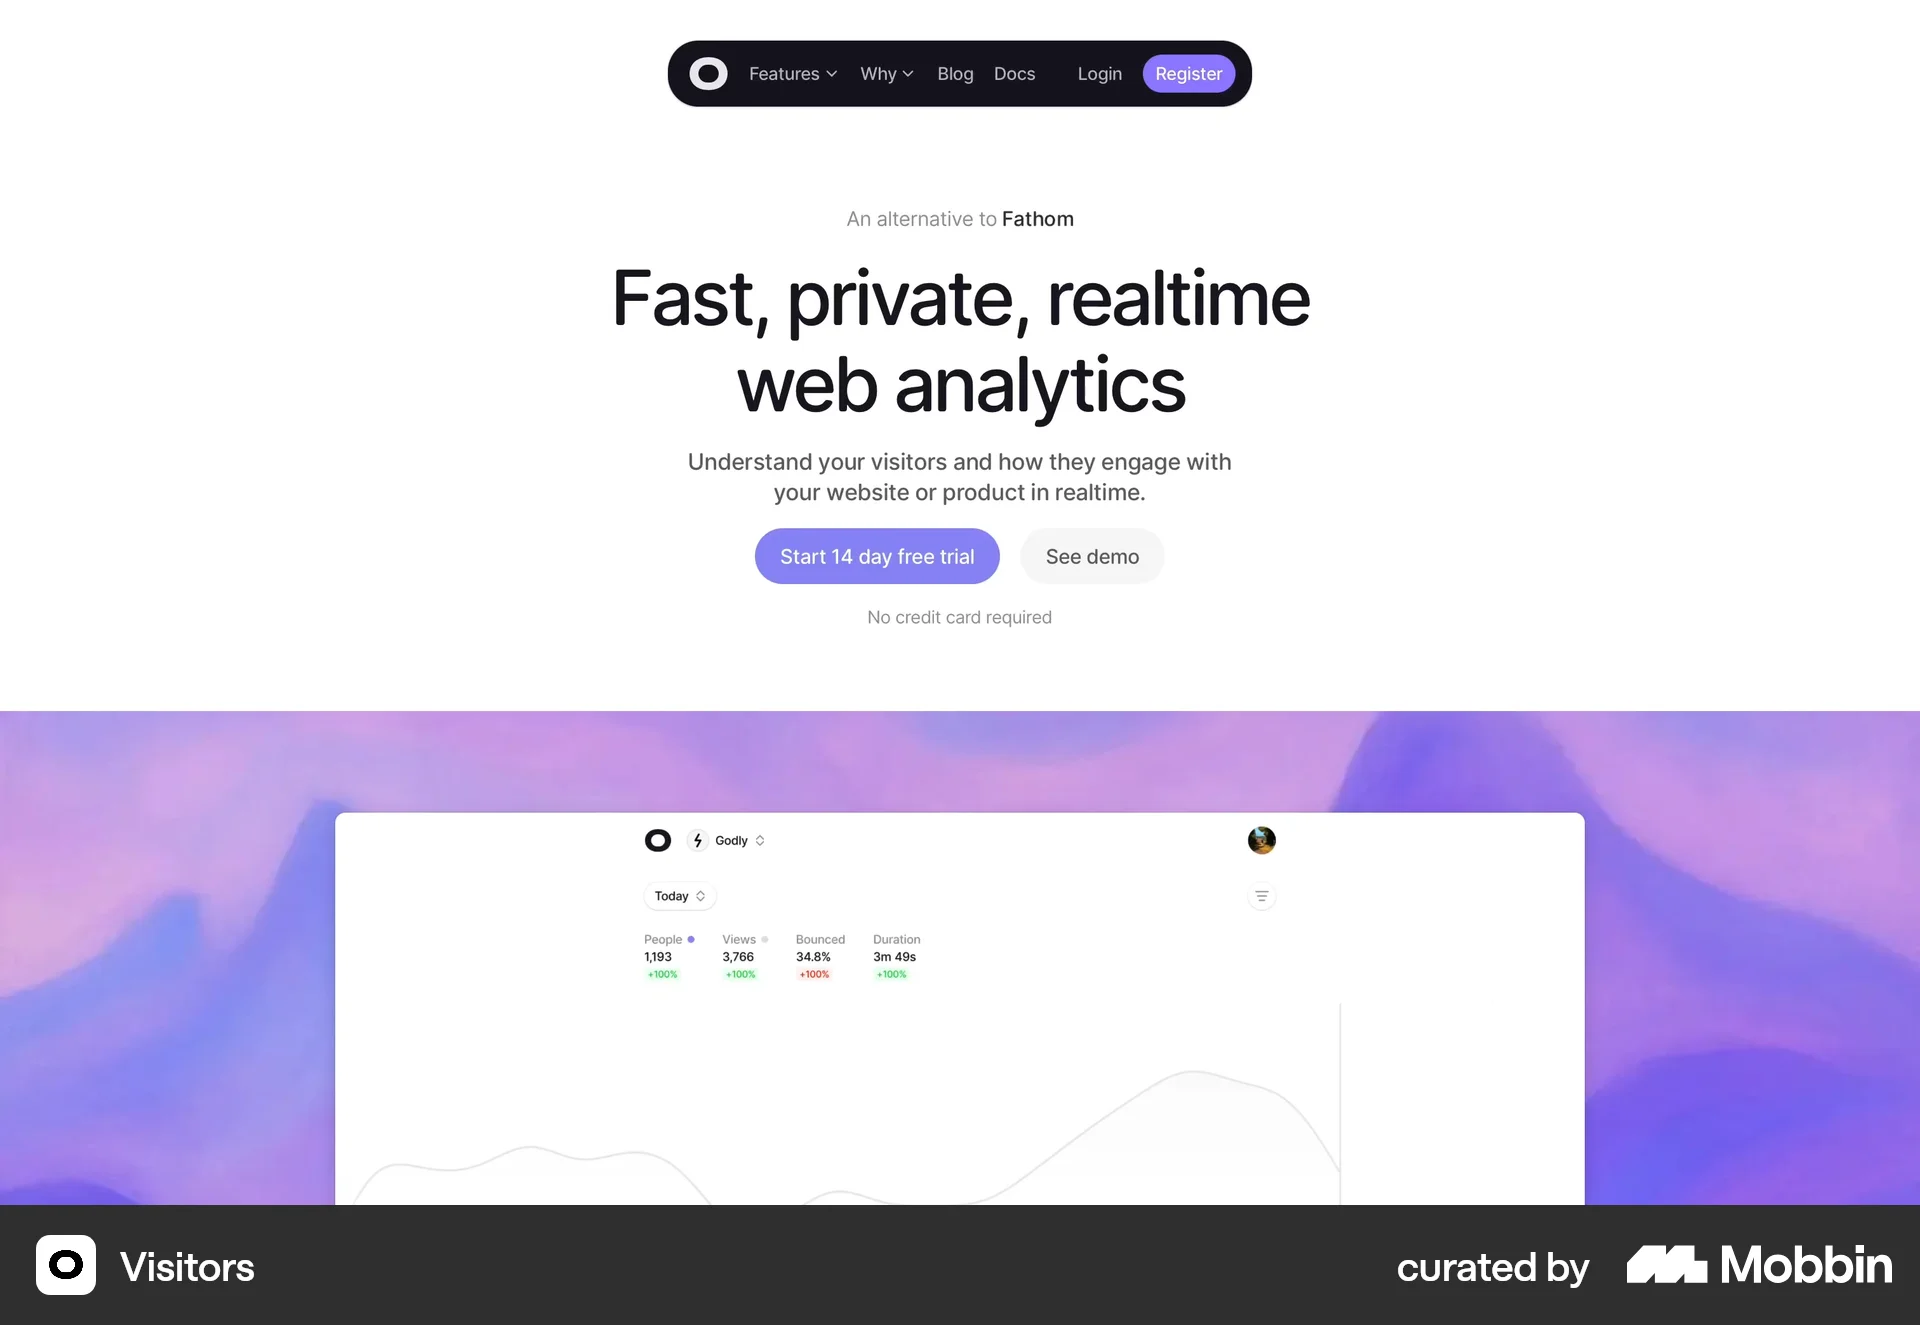 Features Why Blog Docs Login Register
An alternative to Fathom
Fast, private, realtime
web analytics
Understand your visitors and how they engage with
your website or product in realtime.
Start 14 day free trial See demo
No credit card required
Godly
Today
People Views Bounced Duration
1,193 3,766 34.8% 3m 49s
+100% +100% +100% +100%
Visitors curated by Mobbin